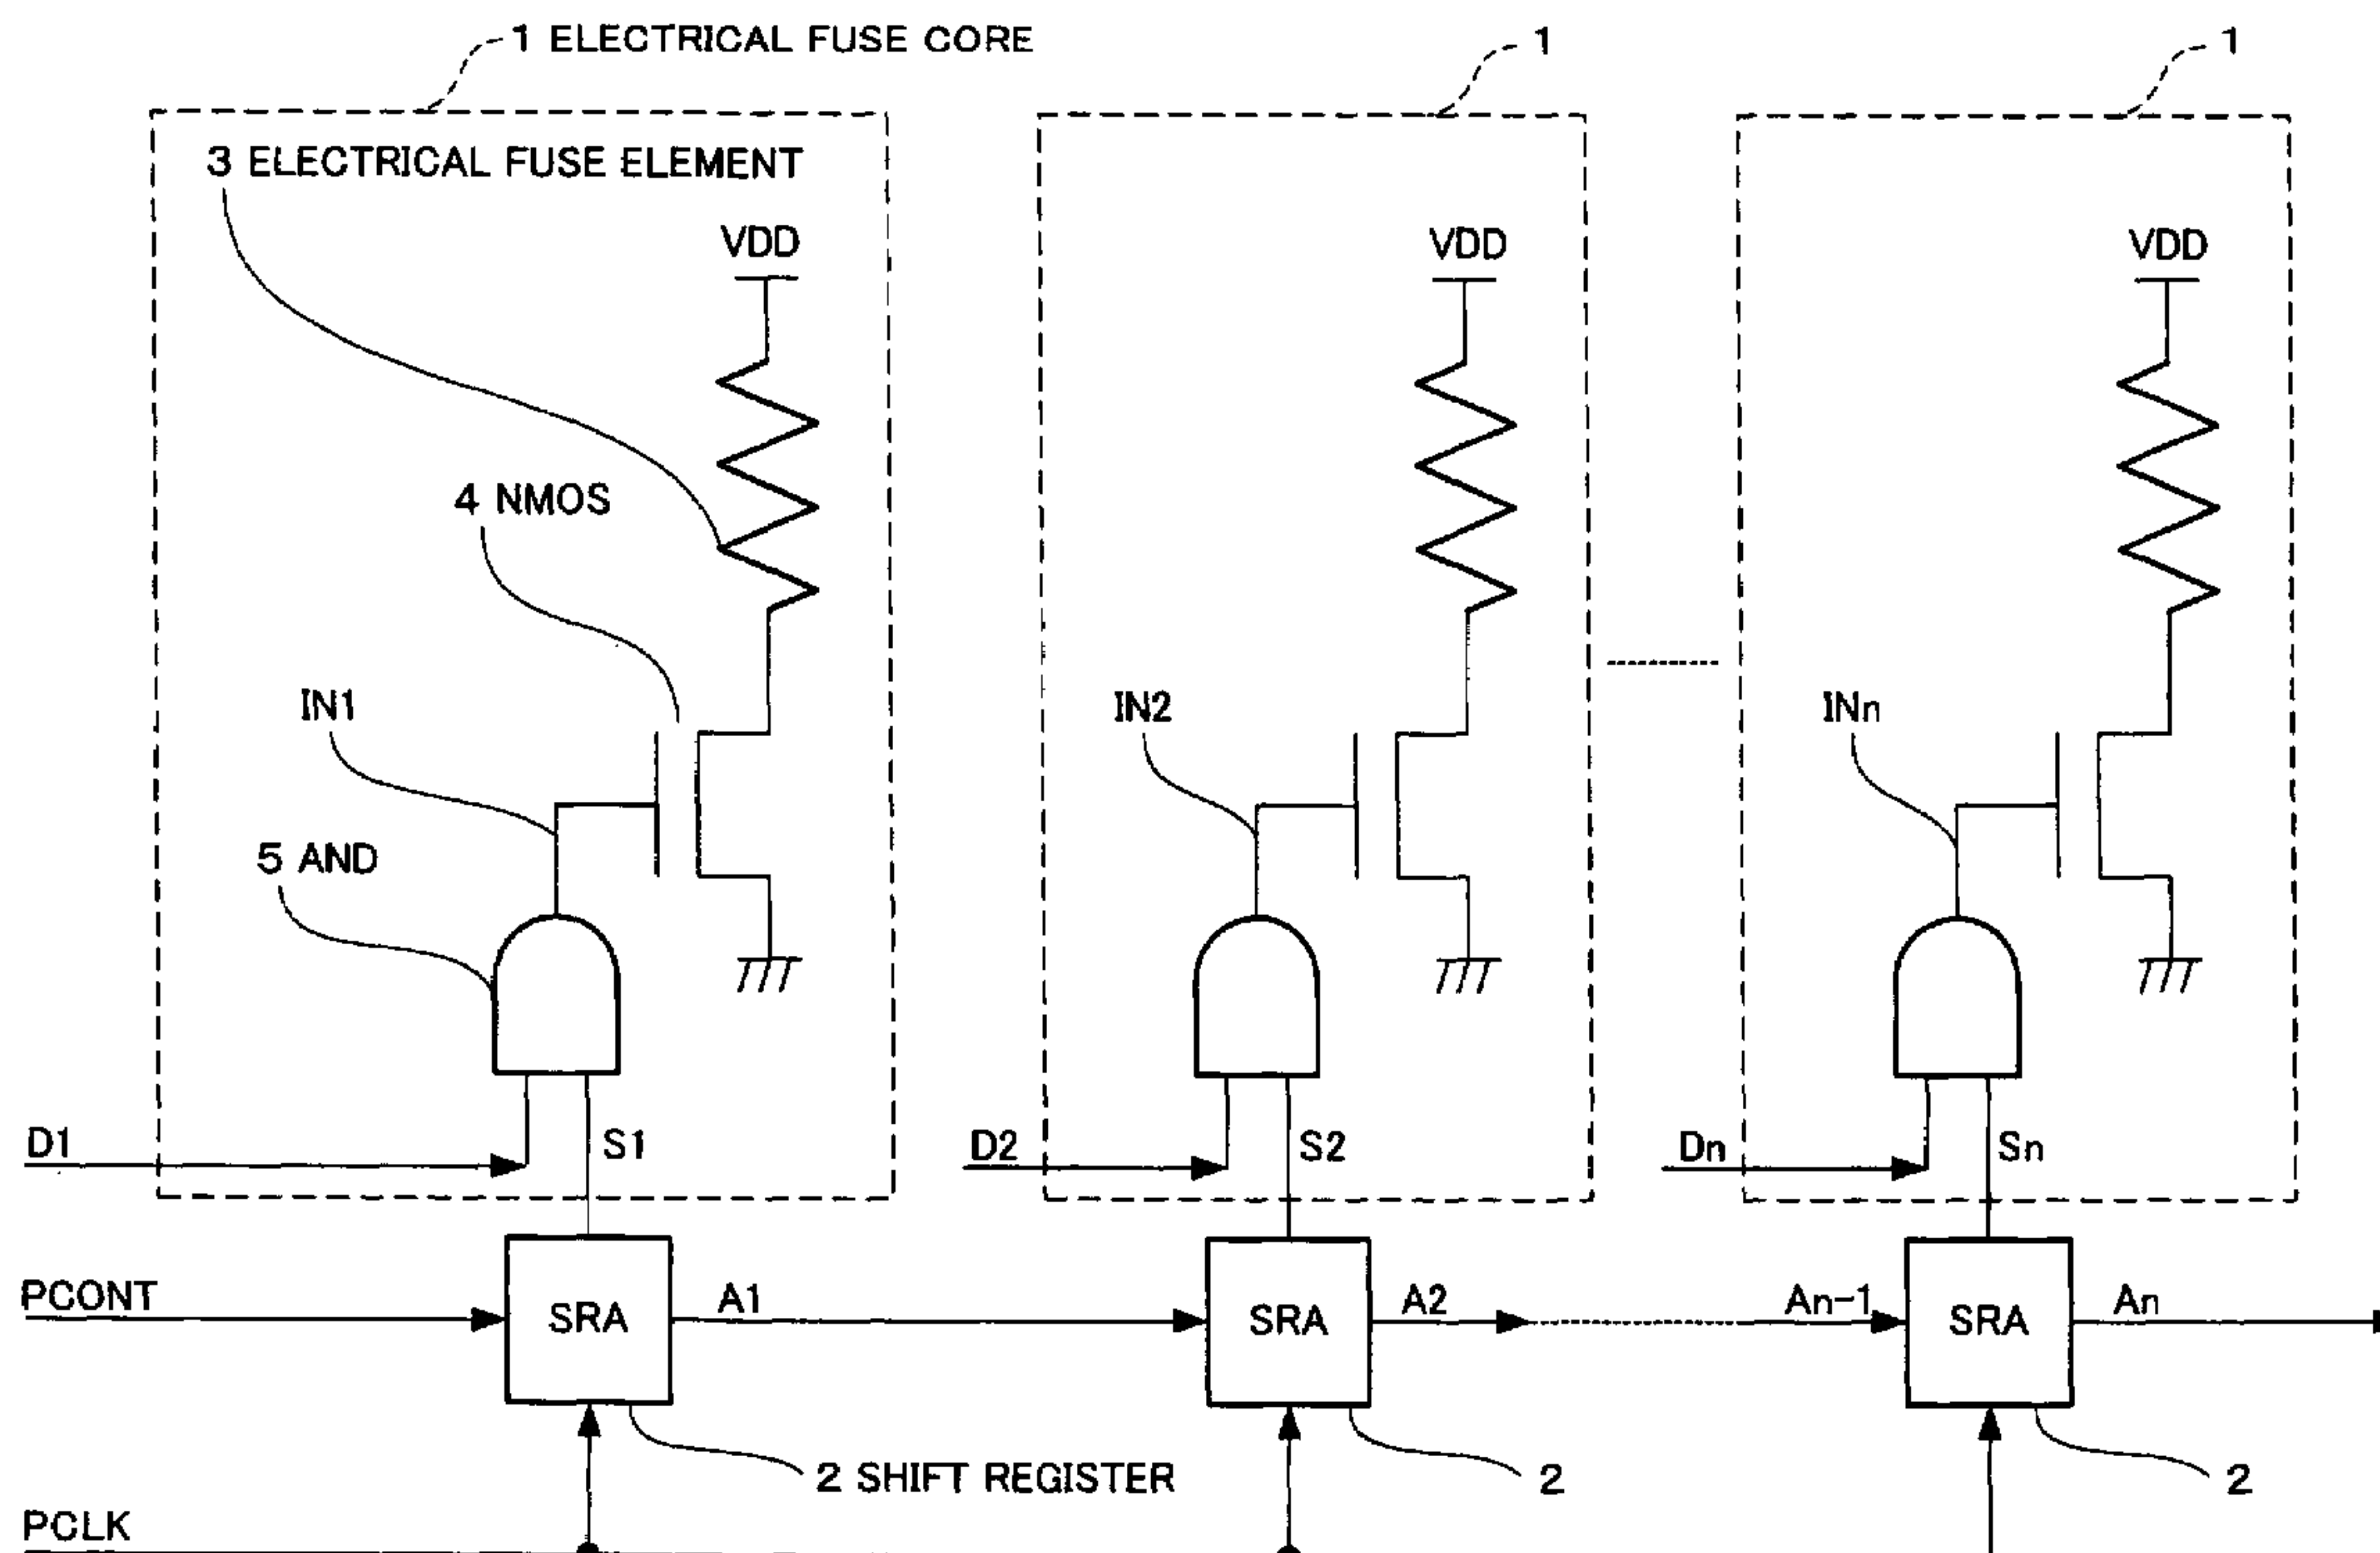 1 ELECTRICAL FUSE CORE
1
1
3 ELECTRICAL FUSE ELEMENT
VDD
VDD
VDD
4 NMOS
IN1
IN2
INn
5 AND
D1
S1
D2
S2
Dn
Sn
PCONT
SRA
A1
SRA
A2
An-1
SRA
An
2 SHIFT REGISTER
2
2
PCLK